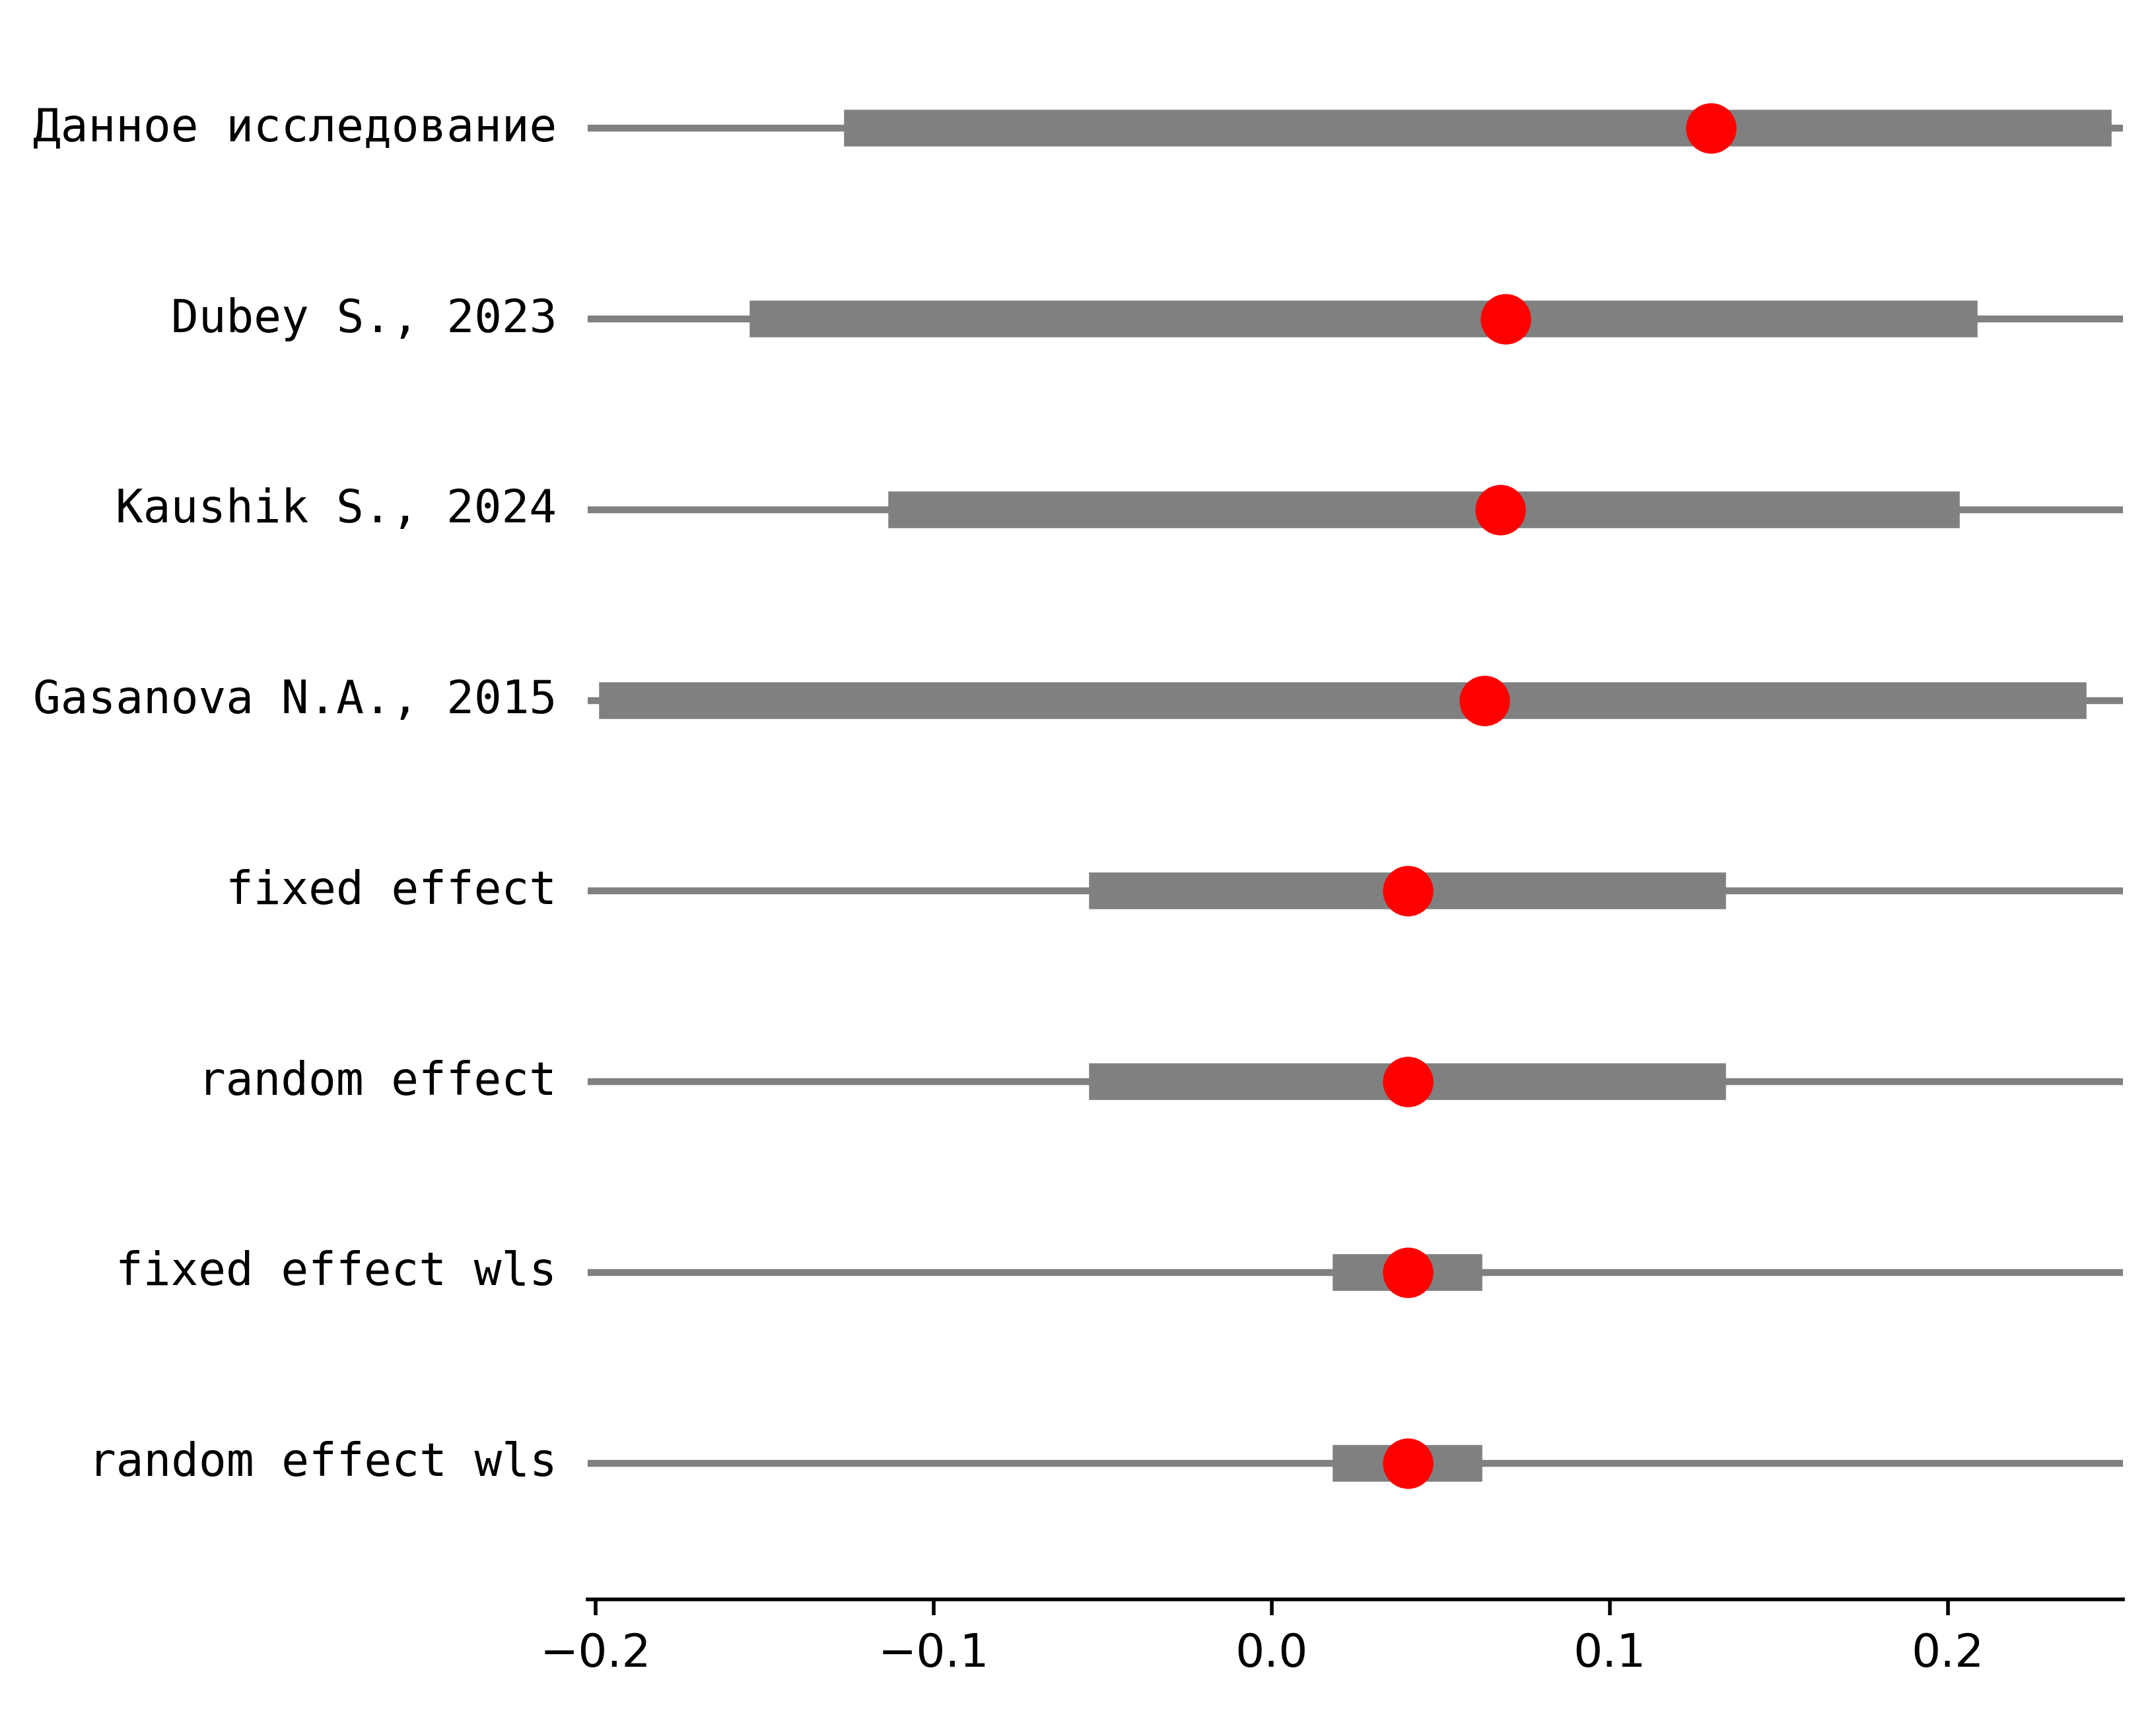 Данное исследование
Dubey S., 2023
Kaushik S., 2024
Gasanova N.A., 2015
fixed effect
random effect
fixed effect wls
random effect wls
−0.2 −0.1 0.0 0.1 0.2